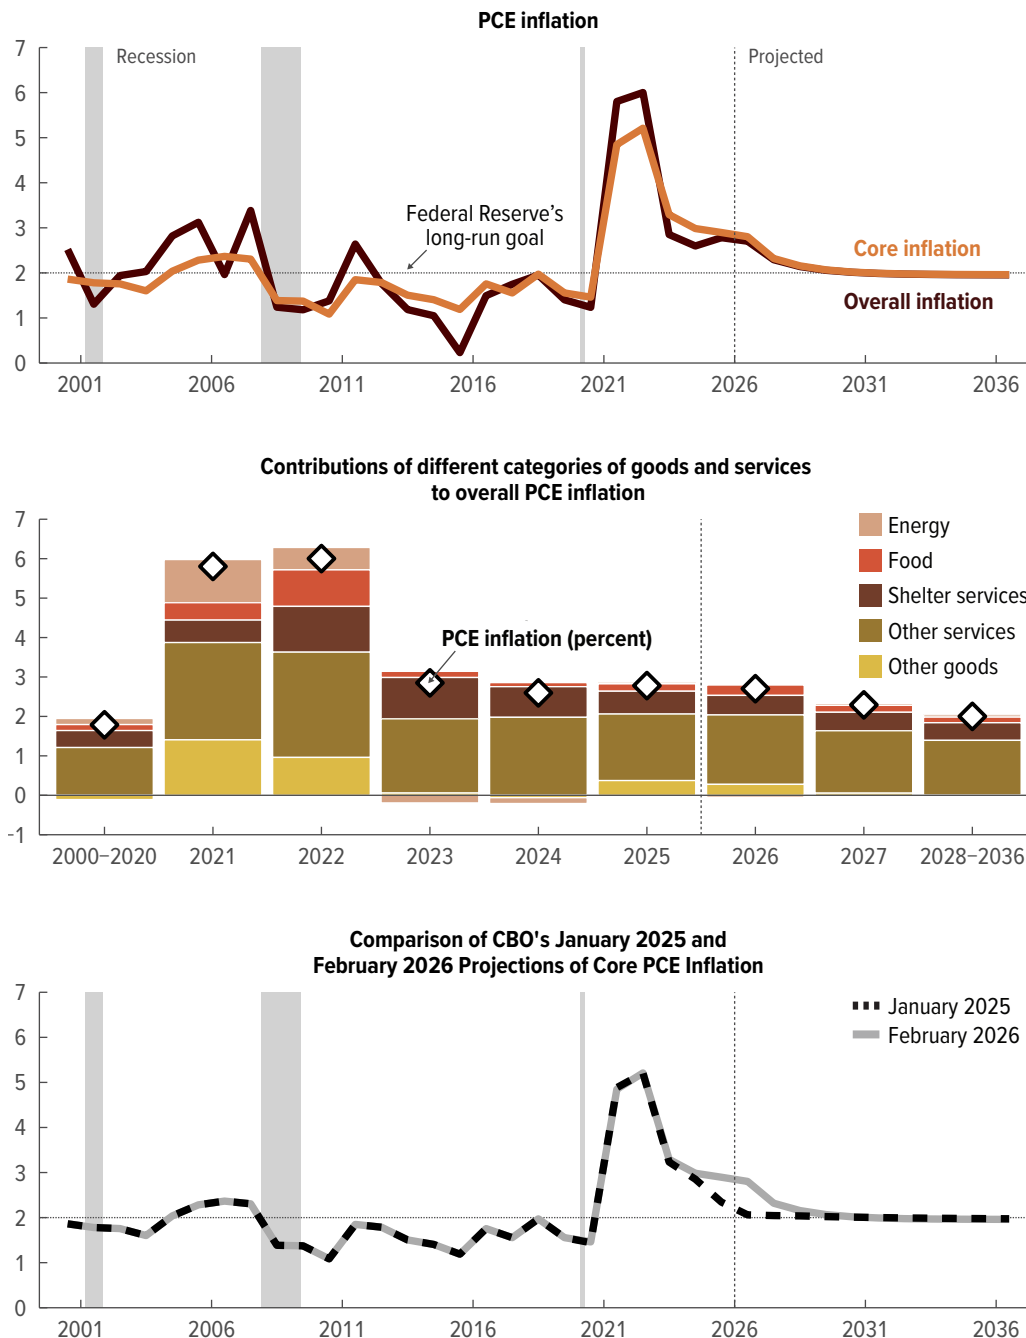 PCE inflation
7
Recession
Projected
6
5
4
Federal Reserve's
long-run goal
3
Core inflation
2
Overall inflation
1
0
2001 2006 2011 2016 2021 2026 2031 2036
Contributions of different categories of goods and services
to overall PCE inflation
7
Energy
6
Food
5
Shelter services
4
Other services
PCE inflation (percent)
Other goods
3
2
1
0
-1
2000–2020 2021 2022 2023 2024 2025 2026 2027 2028–2036
Comparison of CBO's January 2025 and
February 2026 Projections of Core PCE Inflation
7
January 2025
February 2026
6
5
4
3
2
1
0
2001 2006 2011 2016 2021 2026 2031 2036